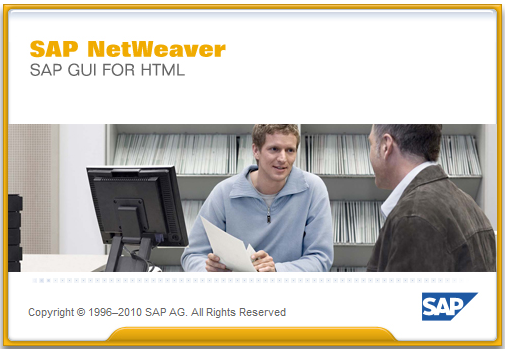 SAP NetWeaver
SAP GUI FOR HTML
Copyright © 1996–2010 SAP AG. All Rights Reserved
SAP